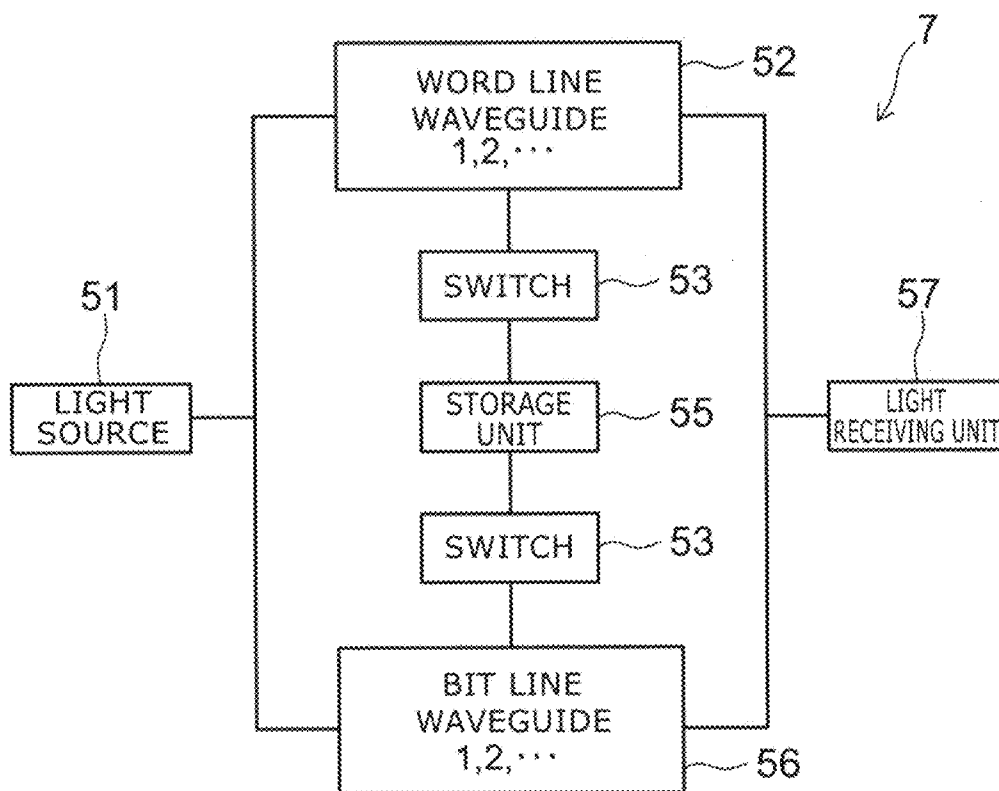 7
52
WORD LINE
WAVEGUIDE
1,2,···
SWITCH
53
51
57
LIGHT
SOURCE
STORAGE
UNIT
55
LIGHT
RECEIVING UNIT
SWITCH
53
BIT LINE
WAVEGUIDE
1,2,···
56